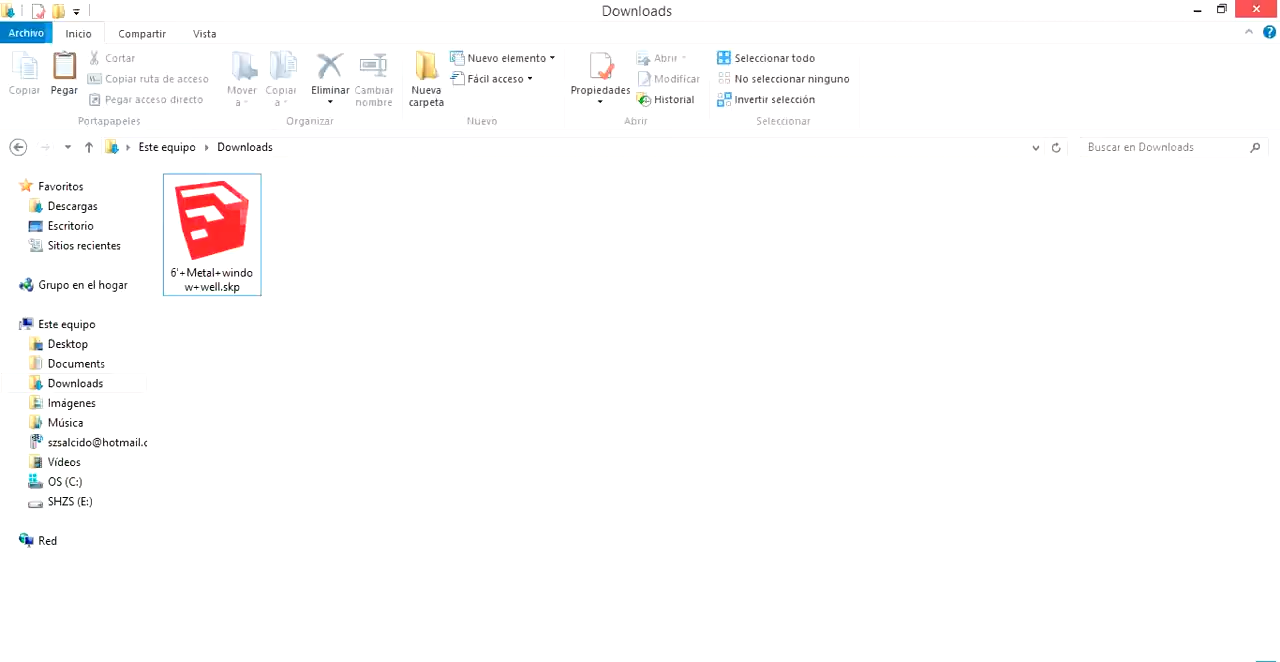 Downloads
Archivo Inicio Compartir Vista
Copiar
Pegar
Cortar
Copiar ruta de acceso
Pegar acceso directo
Portapapeles
Mover a
Copiar a
Eliminar
Cambiar nombre
Organizar
Nueva carpeta
Nuevo elemento
Fácil acceso
Nuevo
Propiedades
Abrir
Modificar
Historial
Abrir
Seleccionar todo
No seleccionar ninguno
Invertir selección
Seleccionar
Este equipo Downloads
Buscar en Downloads
Favoritos
Descargas
Escritorio
Sitios recientes
Grupo en el hogar
Este equipo
Desktop
Documents
Downloads
Imágenes
Música
szsalcido@hotmail.c
Vídeos
OS (C:)
SHZS (E:)
Red
6'+Metal+windo
w+well.skp